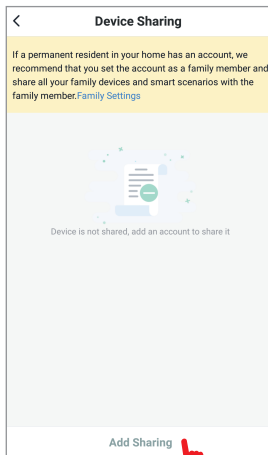 Device Sharing
If a permanent resident in your home has an account, we
recommend that you set the account as a family member and
share all your family devices and smart scenarios with the
family member.Family Settings
Device is not shared, add an account to share it
Add Sharing